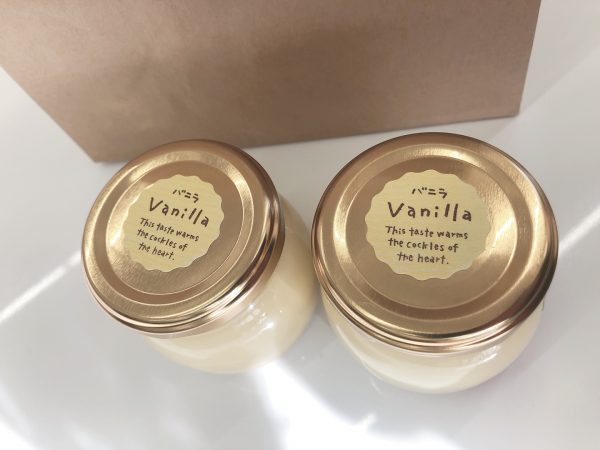 バニラ
Vanilla
This taste warms
the cockles of
the heart.
バニラ
Vanilla
This taste warms
the cockles of
the heart.